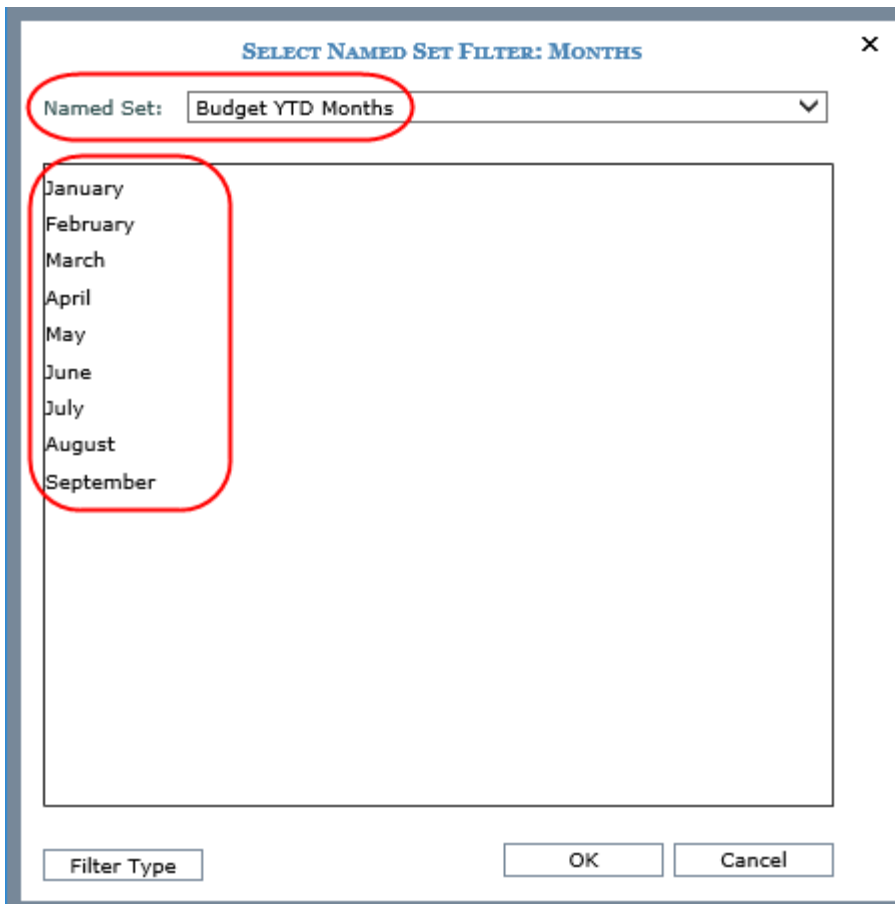 SELECT NAMED SET FILTER: MONTHS
Named Set: Budget YTD Months
January
February
March
April
May
June
July
August
September
Filter Type OK Cancel